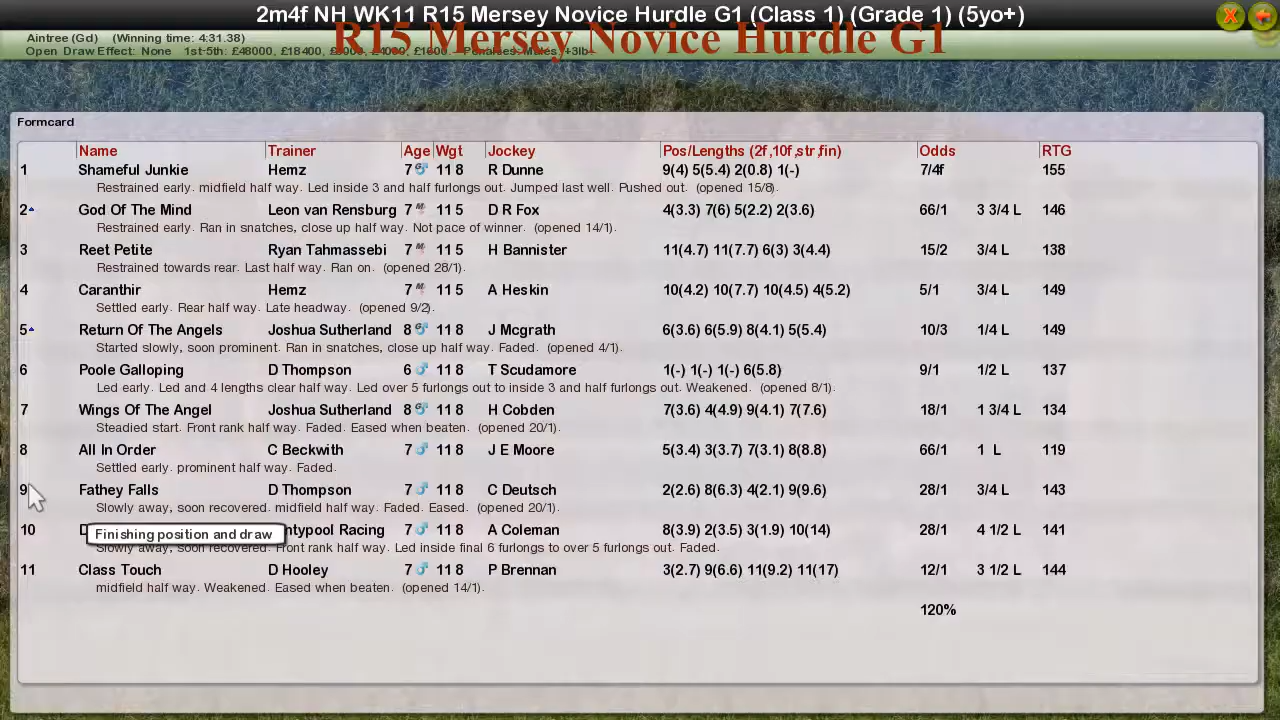 2m4f NH WK11 R15 Mersey Novice Hurdle G1 (Class 1) (Grade 1) (5yo+)
R15 Mersey Novice Hurdle G1
Aintree (Gd) (Winning time: 4:31.38)
Open Draw Effect: None 1st-5th: £48000, £18400, £4000, £1600. Penalties: Males, +3lb
Formcard
Name Trainer Age Wgt Jockey Pos/Lengths (2f,10f,str,fin) Odds RTG
1 Shameful Junkie Hemz 7 11 8 R Dunne 9(4) 5(5.4) 2(0.8) 1(-) 7/4f 155
Restrained early. midfield half way. Led inside 3 and half furlongs out. Jumped last well. Pushed out. (opened 15/8).
2 God Of The Mind Leon van Rensburg 7 11 5 D R Fox 4(3.3) 7(6) 5(2.2) 2(3.6) 66/1 3 3/4 L 146
Restrained early. Ran in snatches, close up half way. Not pace of winner. (opened 14/1).
3 Reet Petite Ryan Tahmassebi 7 11 5 H Bannister 11(4.7) 11(7.7) 6(3) 3(4.4) 15/2 3/4 L 138
Restrained towards rear. Last half way. Ran on. (opened 28/1).
4 Caranthir Hemz 7 11 5 A Heskin 10(4.2) 10(7.7) 10(4.5) 4(5.2) 5/1 3/4 L 149
Settled early. Rear half way. Late headway. (opened 9/2).
5 Return Of The Angels Joshua Sutherland 8 11 8 J Mcgrath 6(3.6) 6(5.9) 8(4.1) 5(5.4) 10/3 1/4 L 149
Started slowly, soon prominent. Ran in snatches, close up half way. Faded. (opened 4/1).
6 Poole Galloping D Thompson 6 11 8 T Scudamore 1(-) 1(-) 1(-) 6(5.8) 9/1 1/2 L 137
Led early. Led and 4 lengths clear half way. Led over 5 furlongs out to inside 3 and half furlongs out. Weakened. (opened 8/1).
7 Wings Of The Angel Joshua Sutherland 8 11 8 H Cobden 7(3.6) 4(4.9) 9(4.1) 7(7.6) 18/1 1 3/4 L 134
Steadied start. Front rank half way. Faded. Eased when beaten. (opened 20/1).
8 All In Order C Beckwith 7 11 8 J E Moore 5(3.4) 3(3.7) 7(3.1) 8(8.8) 66/1 1 L 119
Settled early. prominent half way. Faded.
9 Fathey Falls D Thompson 7 11 8 C Deutsch 2(2.6) 8(6.3) 4(2.1) 9(9.6) 28/1 3/4 L 143
Slowly away, soon recovered. midfield half way. Faded. Eased. (opened 20/1).
10 D ntypool Racing 7 11 8 A Coleman 8(3.9) 2(3.5) 3(1.9) 10(14) 28/1 4 1/2 L 141
Finishing position and draw
Slowly away, soon recovered. Front rank half way. Led inside final 6 furlongs to over 5 furlongs out. Faded.
11 Class Touch D Hooley 7 11 8 P Brennan 3(2.7) 9(6.6) 11(9.2) 11(17) 12/1 3 1/2 L 144
midfield half way. Weakened. Eased when beaten. (opened 14/1).
120%